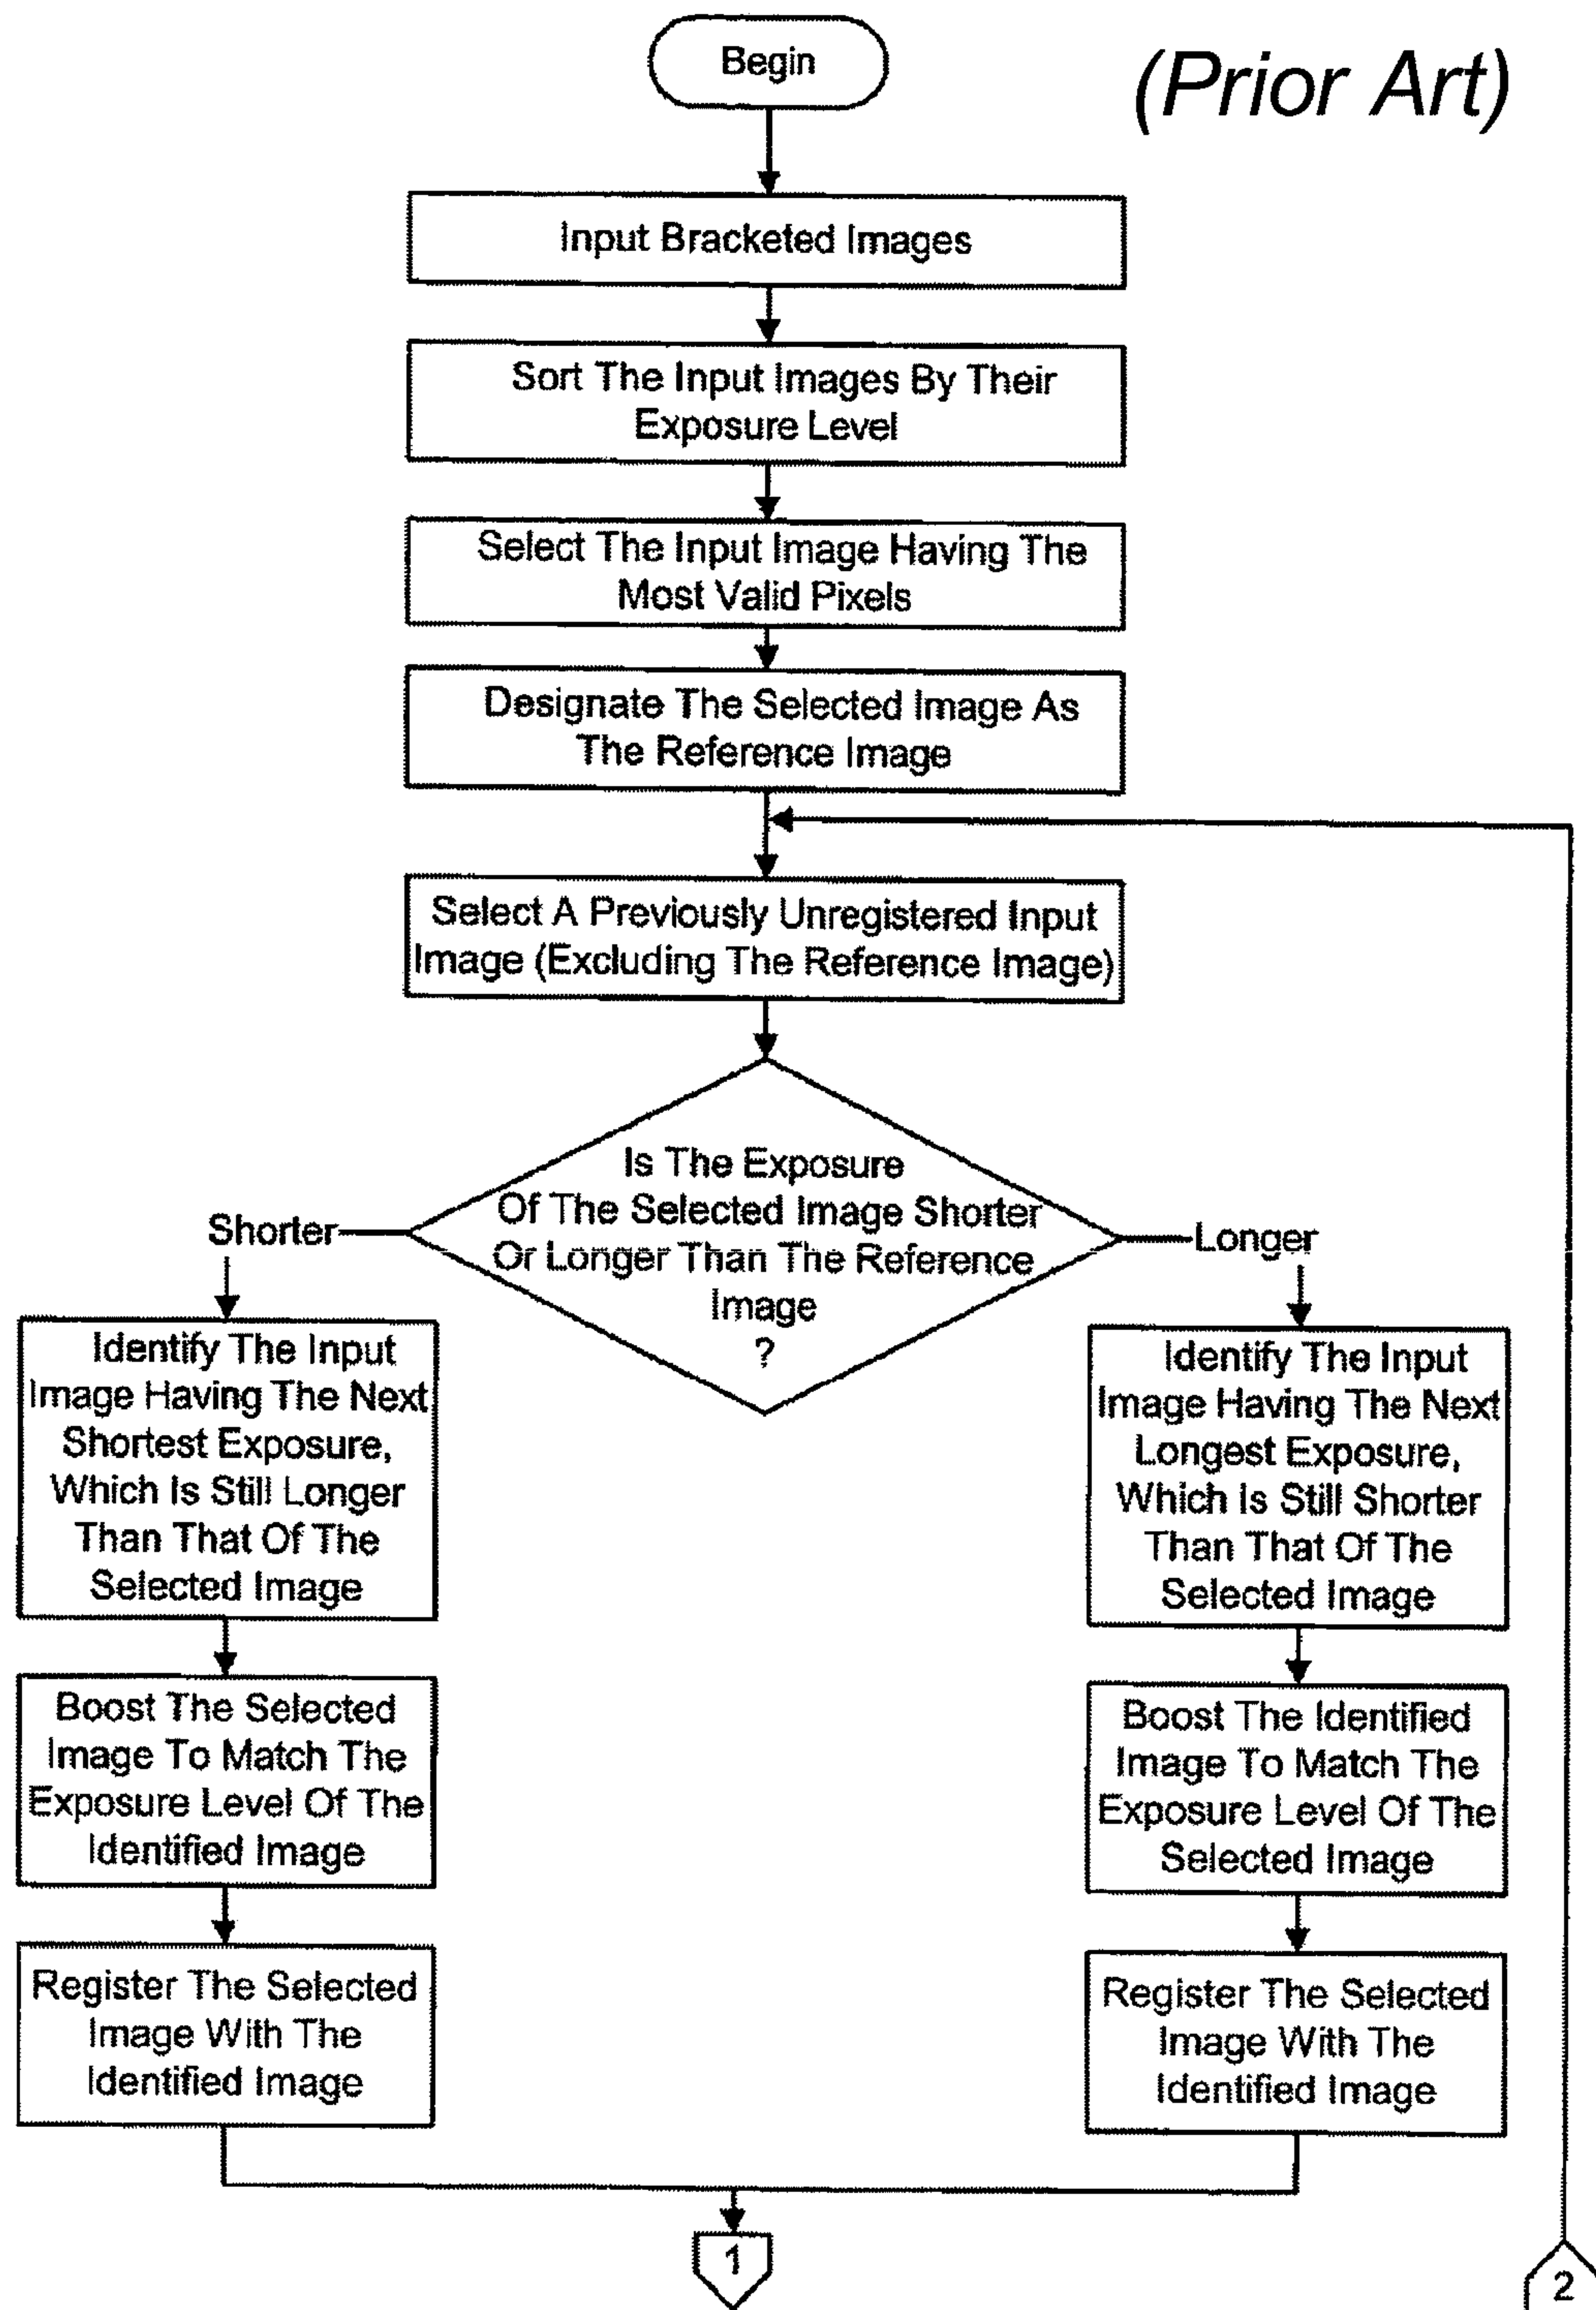 Begin
(Prior Art)
Input Bracketed Images
Sort The Input Images By Their
Exposure Level
Select The Input Image Having The
Most Valid Pixels
Designate The Selected Image As
The Reference Image
Select A Previously Unregistered Input
Image (Excluding The Reference Image)
Is The Exposure
Of The Selected Image Shorter
Or Longer Than The Reference
Image
?
Shorter
Longer
Identify The Input
Image Having The Next
Shortest Exposure,
Which Is Still Longer
Than That Of The
Selected Image
Boost The Selected
Image To Match The
Exposure Level Of The
Identified Image
Register The Selected
Image With The
Identified Image
Identify The Input
Image Having The Next
Longest Exposure,
Which Is Still Shorter
Than That Of The
Selected Image
Boost The Identified
Image To Match The
Exposure Level Of The
Selected Image
Register The Selected
Image With The
Identified Image
1
2